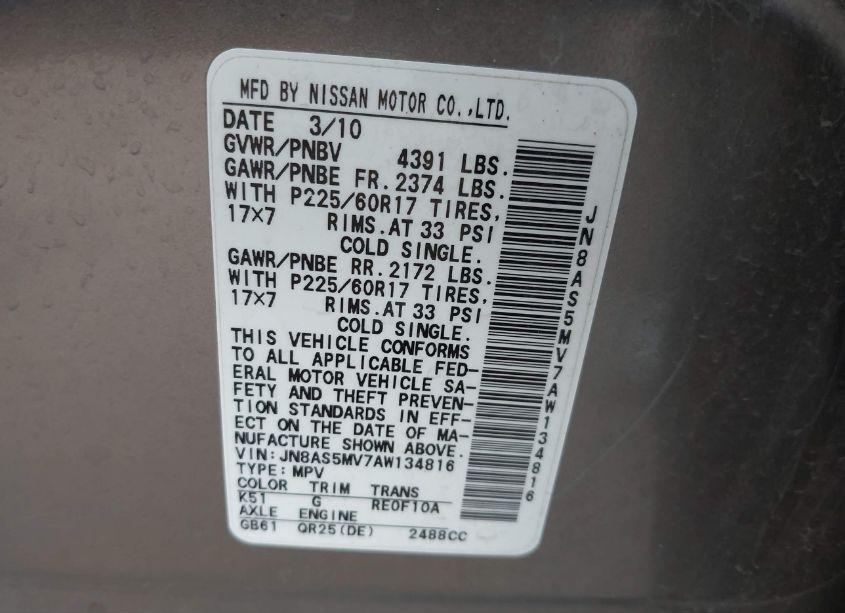 MFD BY NISSAN MOTOR CO.,LTD.
DATE 3/10
GVWR/PNBV 4391 LBS.
GAWR/PNBE FR. 2374 LBS.
WITH P225/60R17 TIRES,
17×7 RIMS.AT 33 PSI
COLD SINGLE.
GAWR/PNBE RR. 2172 LBS.
WITH P225/60R17 TIRES,
17×7 RIMS.AT 33 PSI
COLD SINGLE.
THIS VEHICLE CONFORMS
TO ALL APPLICABLE FED-
ERAL MOTOR VEHICLE SA-
FETY AND THEFT PREVEN-
TION STANDARDS IN EFF-
ECT ON THE DATE OF MA-
NUFACTURE SHOWN ABOVE.
VIN: JN8AS5MV7AW134816
TYPE: MPV
COLOR TRIM TRANS
K51 G RE0F10A
AXLE ENGINE
GB61 QR25(DE) 2488CC
JN8AS5MV7AW134816